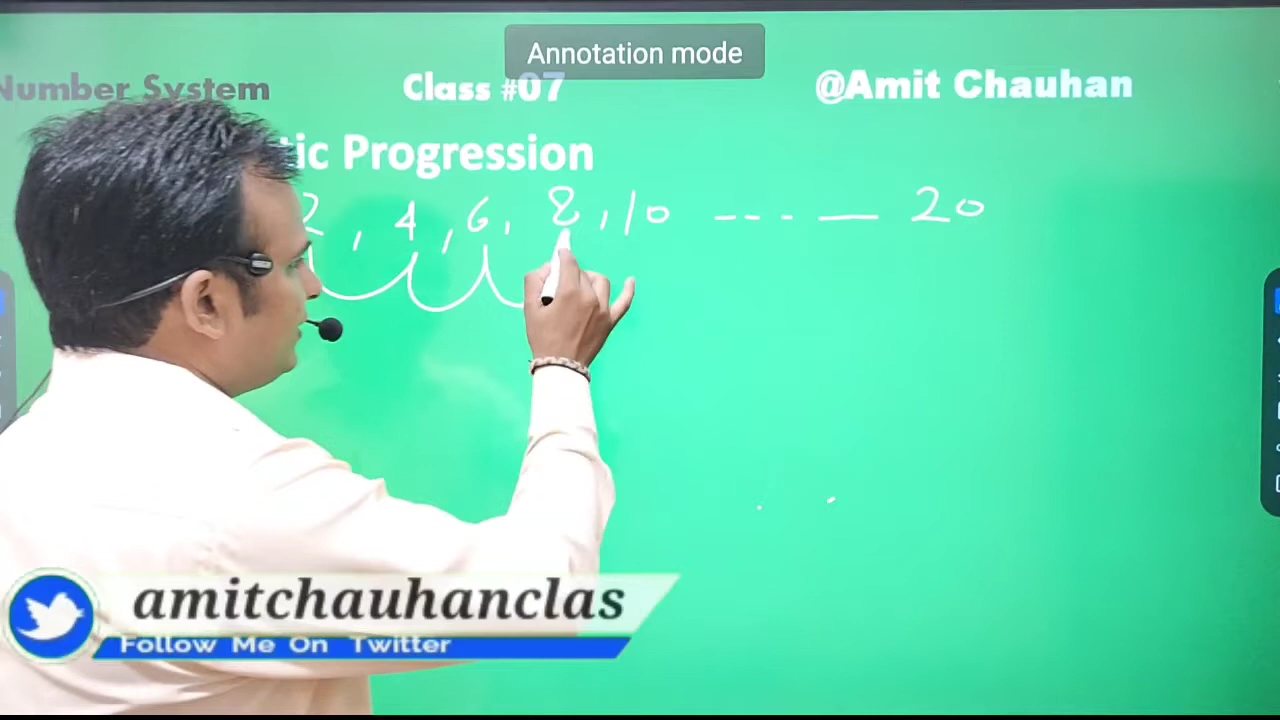 Annotation mode
Number System Class #07 @Amit Chauhan
tic Progression
2, 4, 6, 8, 10 ---- — 20
amitchauhanclas
Follow Me On Twitter